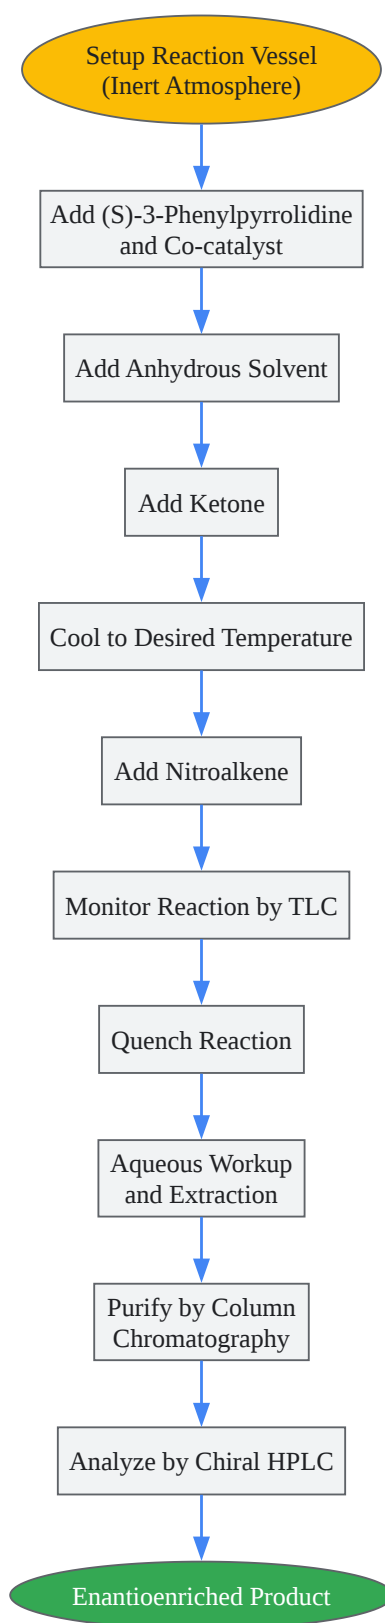 Setup Reaction Vessel
(Inert Atmosphere)
Add (S)-3-Phenylpyrrolidine
and Co-catalyst
Add Anhydrous Solvent
Add Ketone
Cool to Desired Temperature
Add Nitroalkene
Monitor Reaction by TLC
Quench Reaction
Aqueous Workup
and Extraction
Purify by Column
Chromatography
Analyze by Chiral HPLC
Enantioenriched Product